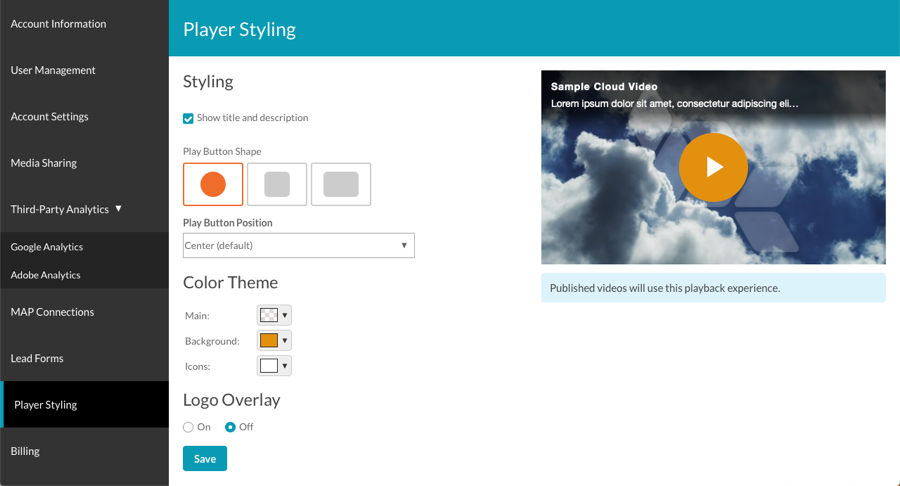 Account Information
User Management
Account Settings
Media Sharing
Third-Party Analytics
Google Analytics
Adobe Analytics
MAP Connections
Lead Forms
Player Styling
Billing
Player Styling
Styling
Show title and description
Play Button Shape
Play Button Position
Center (default)
Color Theme
Main:
Background:
Icons:
Logo Overlay
On Off
Save
Sample Cloud Video
Lorem ipsum dolor sit amet, consectetur adipiscing eli...
Published videos will use this playback experience.